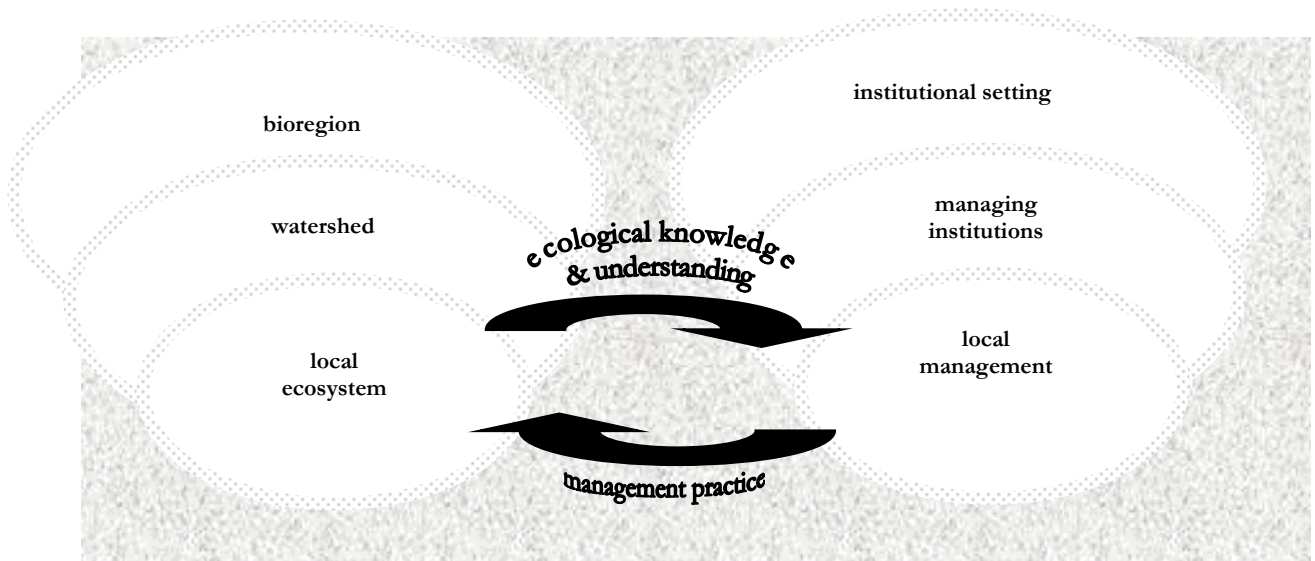 bioregion
watershed
local
ecosystem
ecological knowledge
& understanding
management practice
institutional setting
managing
institutions
local
management